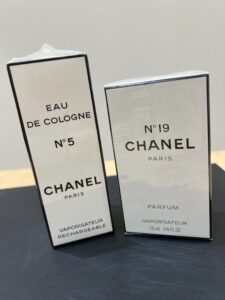 EAU
DE COLOGNE
N°5
CHANEL
PARIS
VAPORISATEUR
RECHARGEABLE
N°19
CHANEL
PARIS
PARFUM
VAPORISATEUR